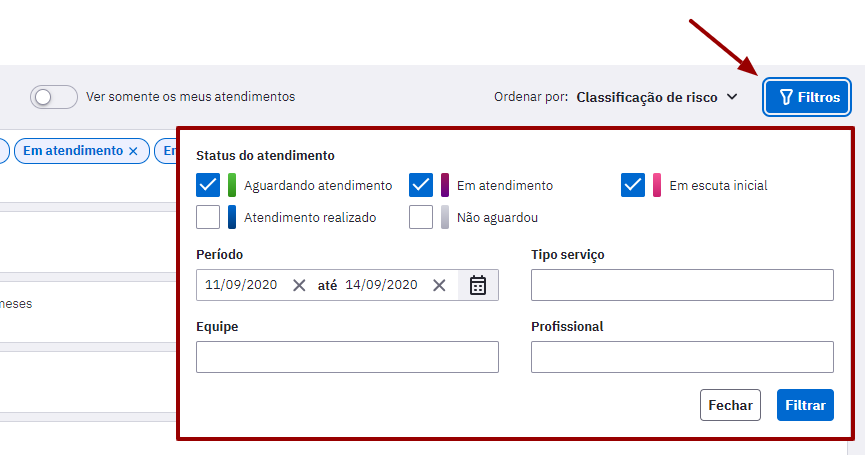 Ver somente os meus atendimentos
Ordenar por: Classificação de risco
Filtros
Em atendimento
Status do atendimento
Aguardando atendimento
Em atendimento
Em escuta inicial
Atendimento realizado
Não aguardou
Período
Tipo serviço
11/09/2020 até 14/09/2020
meses
Equipe
Profissional
Fechar
Filtrar